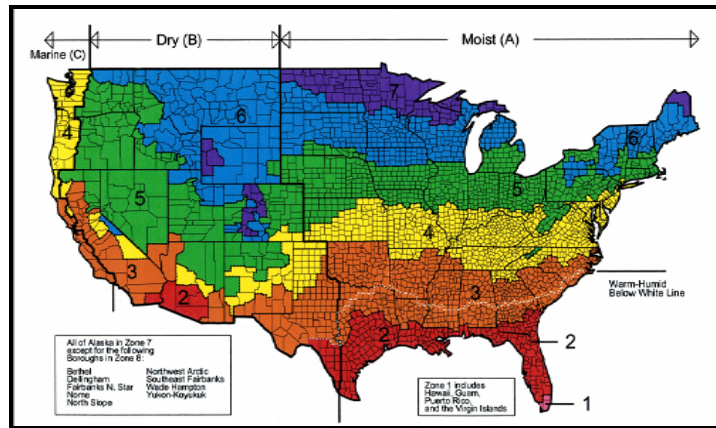 Marine (C)
Dry (B)
Moist (A)
7
6
6
4
5
5
4
3
3
2
2
2
1
Warm-Humid
Below White Line
All of Alaska in Zone 7
except for the following
Boroughs in Zone 8:
Bethel
Dellingham
Fairbanks N. Star
Nome
North Slope
Northwest Arctic
Southeast Fairbanks
Wade Hampton
Yukon-Koyukuk
Zone 1 includes
Hawaii, Guam,
Puerto Rico,
and the Virgin Islands